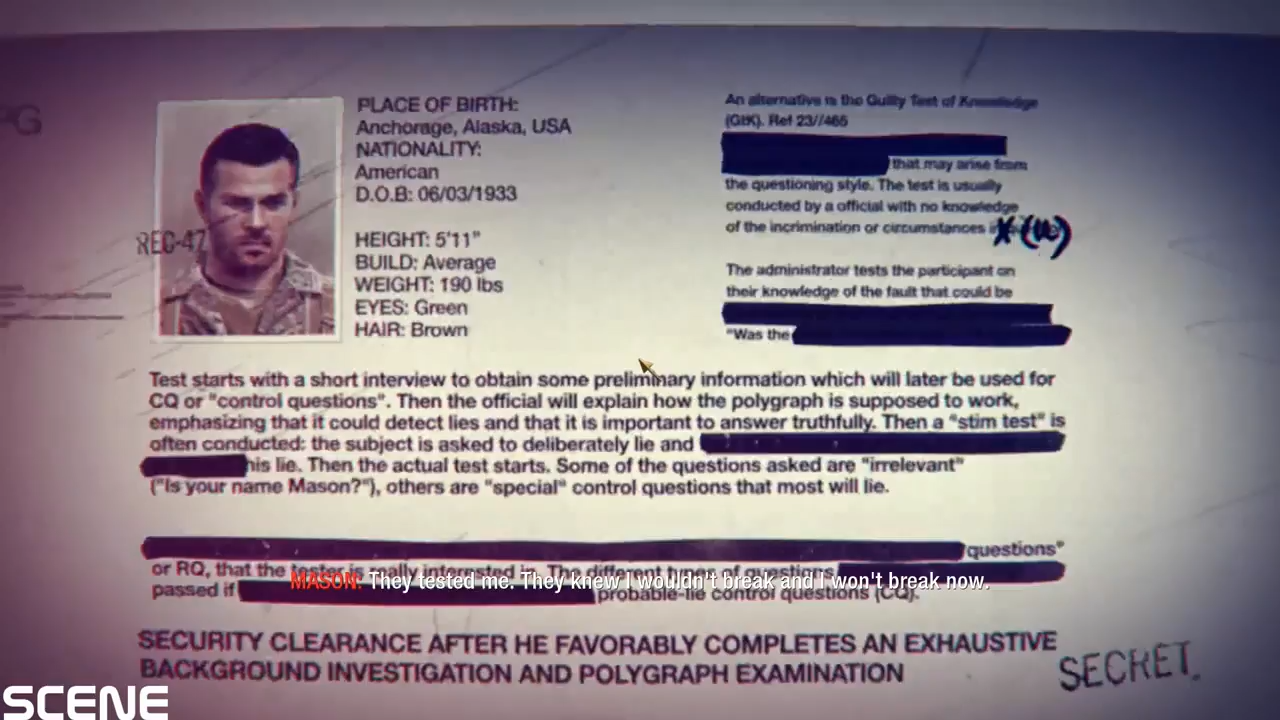 PG
REC-47
PLACE OF BIRTH:
Anchorage, Alaska, USA
NATIONALITY:
American
D.O.B: 06/03/1933
HEIGHT: 5'11"
BUILD: Average
WEIGHT: 190 lbs
EYES: Green
HAIR: Brown
An alternative is the Guilty Test of Knowledge
(GtK). Ref 23//465
that may arise from
the questioning style. The test is usually
conducted by a official with no knowledge
of the incrimination or circumstances
The administrator tests the participant on
their knowledge of the fault that could be
"Was the
Test starts with a short interview to obtain some preliminary information which will later be used for
CQ or "control questions". Then the official will explain how the polygraph is supposed to work,
emphasizing that it could detect lies and that it is important to answer truthfully. Then a "stim test" is
often conducted: the subject is asked to deliberately lie and
his lie. Then the actual test starts. Some of the questions asked are "irrelevant"
("Is your name Mason?"), others are "special" control questions that most will lie.
questions"
or RQ, that the tester is really interested in. The different types of questions
passed if probable-lie control questions (CQ).
MASON: They tested me. They knew I wouldn't break and I won't break now.
SECURITY CLEARANCE AFTER HE FAVORABLY COMPLETES AN EXHAUSTIVE
BACKGROUND INVESTIGATION AND POLYGRAPH EXAMINATION
SECRET.
SCENE